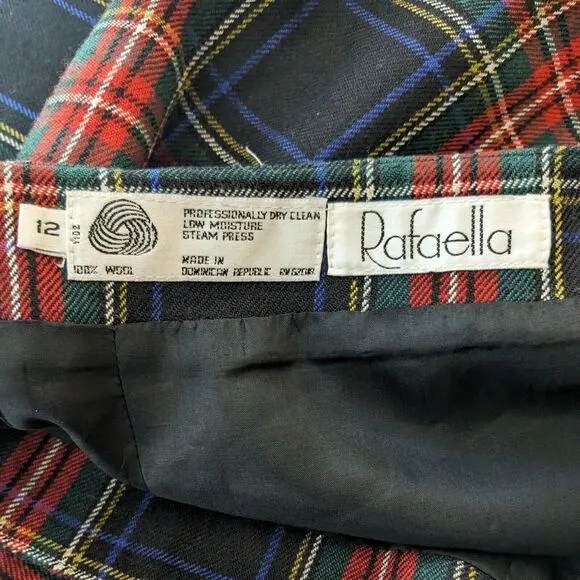 12
PROFESSIONALLY DRY CLEAN
LOW MOISTURE
STEAM PRESS
MADE IN
DOMINICAN REPUBLIC
100% WOOL
Rafaella